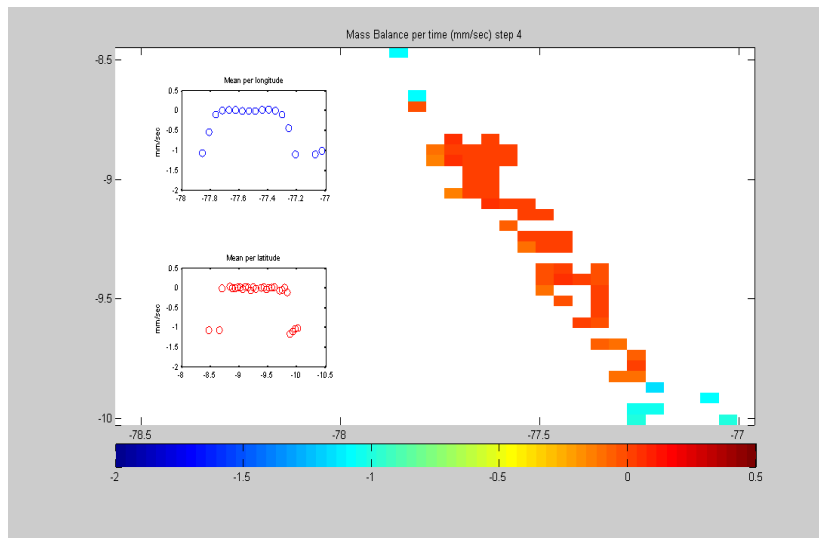 Mass Balance per time (mm/sec) step 4
-8.5
-9
-9.5
-10
-78.5 -78 -77.5 -77
Mean per longitude
mm/sec
0.5
0
-0.5
-1
-1.5
-2
-78 -77.8 -77.6 -77.4 -77.2 -77
Mean per latitude
mm/sec
0.5
0
-0.5
-1
-1.5
-2
-8 -8.5 -9 -9.5 -10 -10.5
-2 -1.5 -1 -0.5 0 0.5